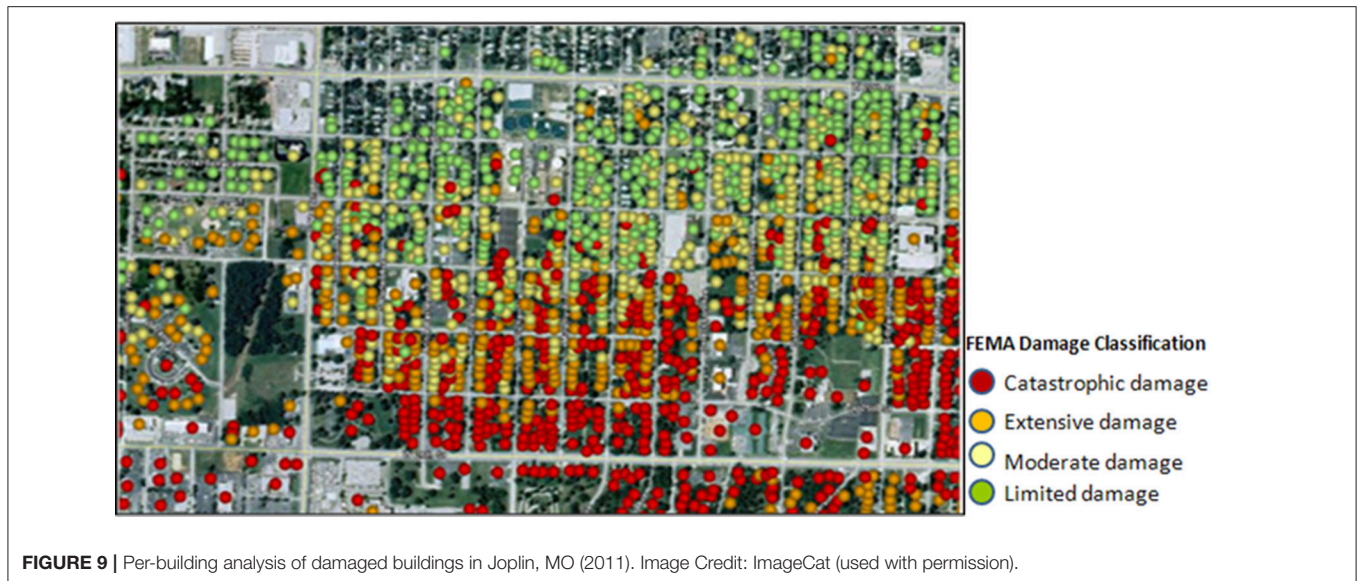 FEMA Damage Classification
Catastrophic damage
Extensive damage
Moderate damage
Limited damage
FIGURE 9 | Per-building analysis of damaged buildings in Joplin, MO (2011). Image Credit: ImageCat (used with permission).